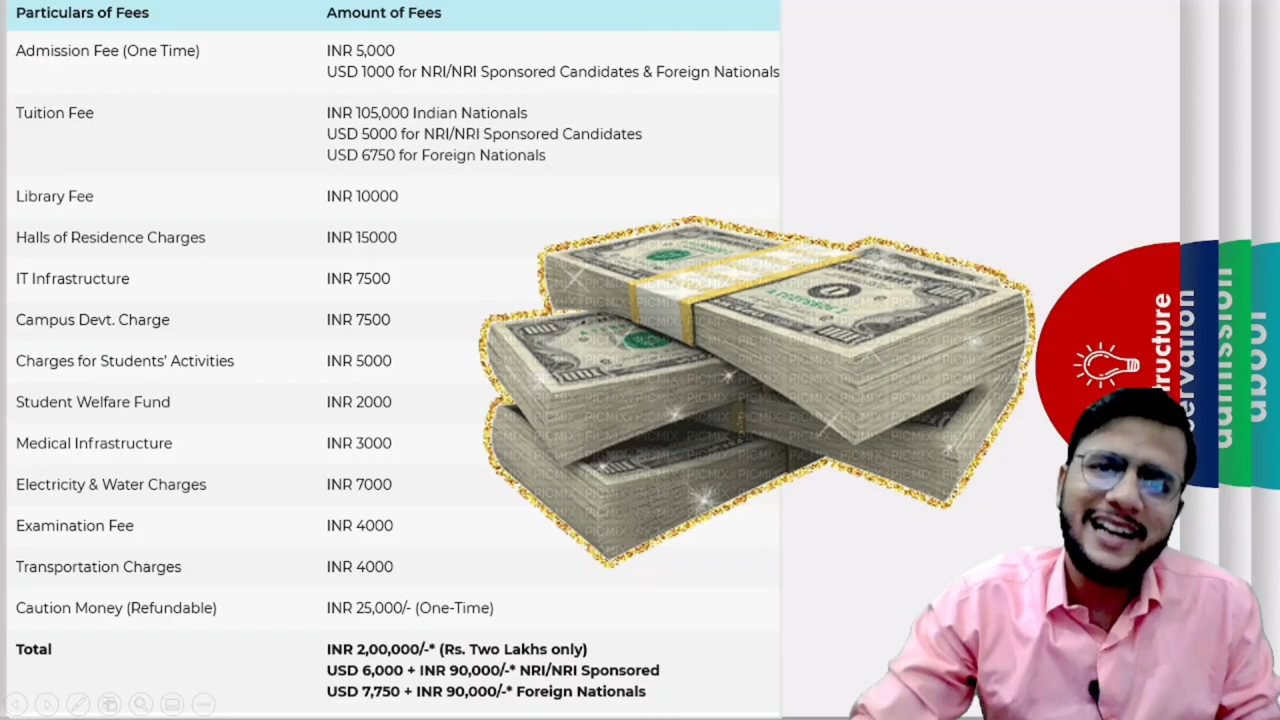 Particulars of Fees Amount of Fees
Admission Fee (One Time) INR 5,000
USD 1000 for NRI/NRI Sponsored Candidates & Foreign Nationals
Tuition Fee INR 105,000 Indian Nationals
USD 5000 for NRI/NRI Sponsored Candidates
USD 6750 for Foreign Nationals
Library Fee INR 10000
Halls of Residence Charges INR 15000
IT Infrastructure INR 7500
Campus Devt. Charge INR 7500
Charges for Students' Activities INR 5000
Student Welfare Fund INR 2000
Medical Infrastructure INR 3000
Electricity & Water Charges INR 7000
Examination Fee INR 4000
Transportation Charges INR 4000
Caution Money (Refundable) INR 25,000/- (One-Time)
Total INR 2,00,000/-* (Rs. Two Lakhs only)
USD 6,000 + INR 90,000/-* NRI/NRI Sponsored
USD 7,750 + INR 90,000/-* Foreign Nationals
admission
about
PICMIX